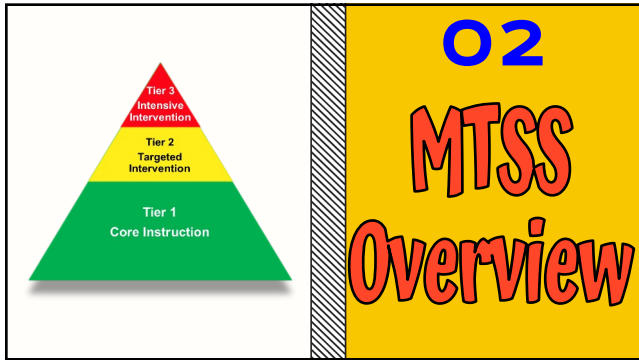 Tier 3
Intensive
Intervention
Tier 2
Targeted
Intervention
Tier 1
Core Instruction
02
MTSS
Overview